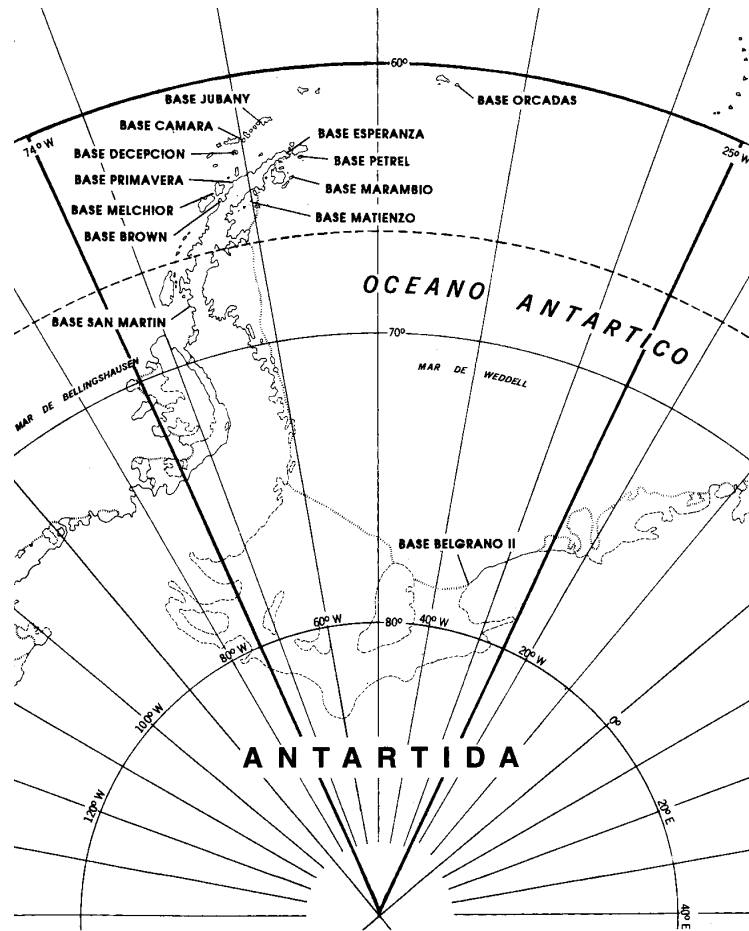 60º
74º W
25º W
BASE JUBANY
BASE ORCADAS
BASE CAMARA
BASE ESPERANZA
BASE DECEPCION
BASE PETREL
BASE PRIMAVERA
BASE MARAMBIO
BASE MELCHIOR
BASE MATIENZO
BASE BROWN
OCEANO ANTARTICO
BASE SAN MARTIN
70º
MAR DE BELLINGSHAUSEN
MAR DE WEDDELL
BASE BELGRANO II
60º W
80º
40º W
80º W
20º W
100º W
0º
ANTARTIDA
120º W
20º E
40º E